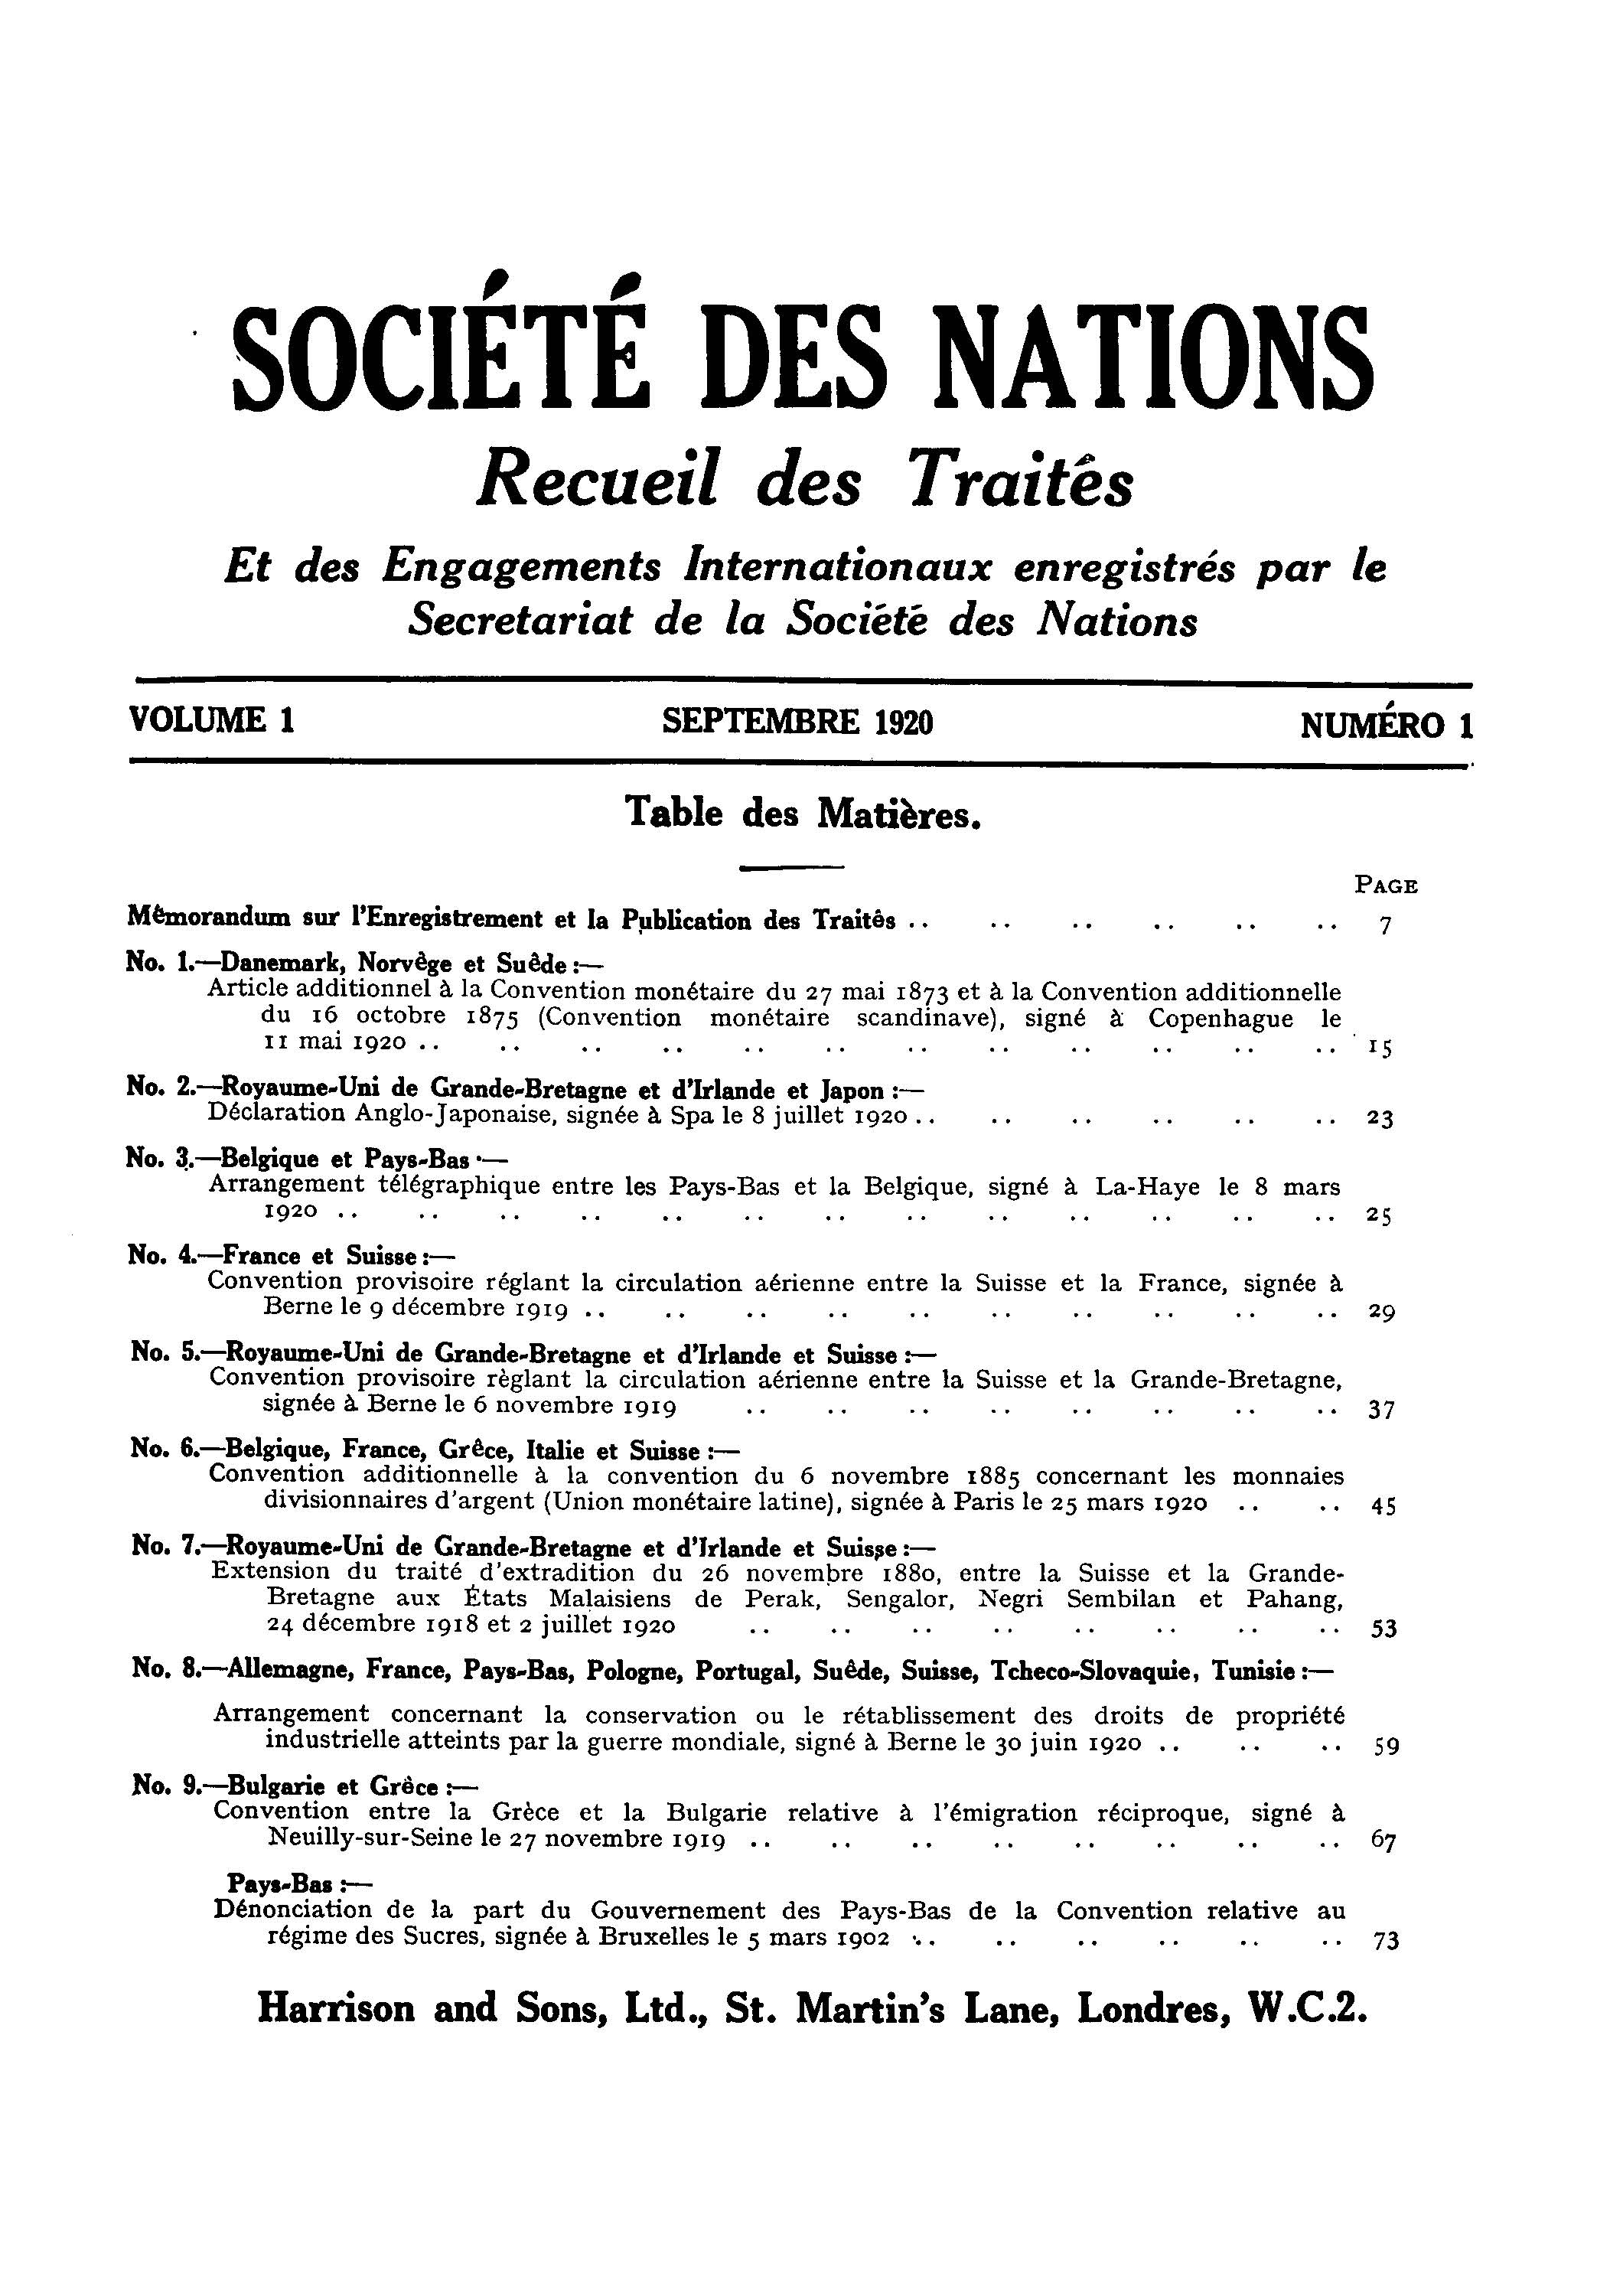 SOCIÉTÉ DES NATIONS
Recueil des Traités
Et des Engagements Internationaux enregistrés par le
Secretariat de la Société des Nations
VOLUME 1 SEPTEMBRE 1920 NUMÉRO 1
Table des Matières.
PAGE
Mémorandum sur l'Enregistrement et la Publication des Traités .. .. .. .. .. .. 7
No. 1.—Danemark, Norvège et Suède :—
Article additionnel à la Convention monétaire du 27 mai 1873 et à la Convention additionnelle
du 16 octobre 1875 (Convention monétaire scandinave), signé à Copenhague le
11 mai 1920 .. .. .. .. .. .. .. .. .. .. .. .. 15
No. 2.—Royaume-Uni de Grande-Bretagne et d'Irlande et Japon :—
Déclaration Anglo-Japonaise, signée à Spa le 8 juillet 1920 .. .. .. .. .. .. 23
No. 3.—Belgique et Pays-Bas :—
Arrangement télégraphique entre les Pays-Bas et la Belgique, signé à La-Haye le 8 mars
1920 .. .. .. .. .. .. .. .. .. .. .. .. .. 25
No. 4.—France et Suisse :—
Convention provisoire réglant la circulation aérienne entre la Suisse et la France, signée à
Berne le 9 décembre 1919 .. .. .. .. .. .. .. .. .. .. 29
No. 5.—Royaume-Uni de Grande-Bretagne et d'Irlande et Suisse :—
Convention provisoire règlant la circulation aérienne entre la Suisse et la Grande-Bretagne,
signée à Berne le 6 novembre 1919 .. .. .. .. .. .. .. .. 37
No. 6.—Belgique, France, Grêce, Italie et Suisse :—
Convention additionnelle à la convention du 6 novembre 1885 concernant les monnaies
divisionnaires d'argent (Union monétaire latine), signée à Paris le 25 mars 1920 .. .. 45
No. 7.—Royaume-Uni de Grande-Bretagne et d'Irlande et Suisse :—
Extension du traité d'extradition du 26 novembre 1880, entre la Suisse et la Grande-
Bretagne aux États Malaisiens de Perak, Sengalor, Negri Sembilan et Pahang,
24 décembre 1918 et 2 juillet 1920 .. .. .. .. .. .. .. .. 53
No. 8.—Allemagne, France, Pays-Bas, Pologne, Portugal, Suêde, Suisse, Tcheco-Slovaquie, Tunisie :—
Arrangement concernant la conservation ou le rétablissement des droits de propriété
industrielle atteints par la guerre mondiale, signé à Berne le 30 juin 1920 .. .. .. 59
No. 9.—Bulgarie et Grêce :—
Convention entre la Grèce et la Bulgarie relative à l'émigration réciproque, signé à
Neuilly-sur-Seine le 27 novembre 1919 .. .. .. .. .. .. .. .. 67
Pays-Bas :—
Dénonciation de la part du Gouvernement des Pays-Bas de la Convention relative au
régime des Sucres, signée à Bruxelles le 5 mars 1902 .. .. .. .. .. .. 73
Harrison and Sons, Ltd., St. Martin's Lane, Londres, W.C.2.